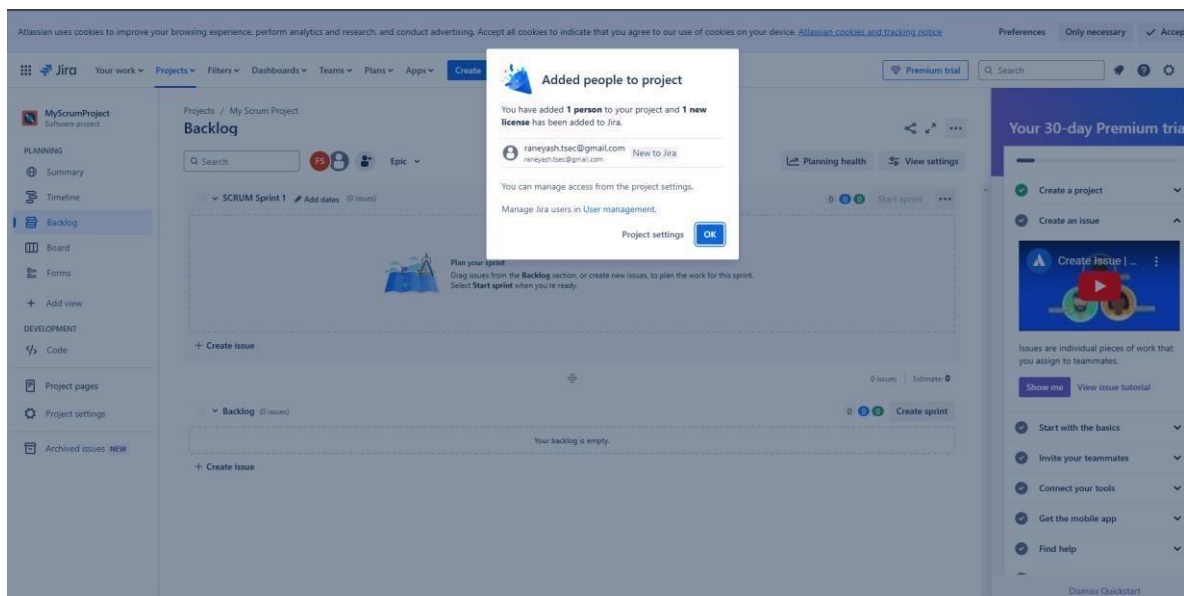 Atlassian uses cookies to improve your browsing experience, perform analytics and research, and conduct advertising. Accept all cookies to indicate that you agree to our use of cookies on your device. Atlassian cookies and tracking notice
Preferences Only necessary Accep
Jira Your work Projects Filters Dashboards Teams Plans Apps Create Premium trial Search
MyScrumProject
Software project
PLANNING
Summary
Timeline
Backlog
Board
Forms
Add view
DEVELOPMENT
Code
Project pages
Project settings
Archived issues NEW
Projects / My Scrum Project
Backlog
Search FS Epic Planning health View settings
SCRUM Sprint 1 Add dates (0 issues) 0 0 0 Start sprint
Plan your sprint
Drag issues from the Backlog section, or create new issues, to plan the work for this sprint.
Select Start sprint when you're ready.
+ Create issue
0 issues Estimate: 0
Backlog (0 issues) 0 0 0 Create sprint
Your backlog is empty.
+ Create issue
Added people to project
You have added 1 person to your project and 1 new
license has been added to Jira.
raneyash.tsec@gmail.com New to Jira
raneyash.tsec@gmail.com
You can manage access from the project settings.
Manage Jira users in User management.
Project settings OK
Your 30-day Premium tria
Create a project
Create an issue
Create Issue | ...
Issues are individual pieces of work that
you assign to teammates.
Show me View issue tutorial
Start with the basics
Invite your teammates
Connect your tools
Get the mobile app
Find help
Dismiss Quickstart